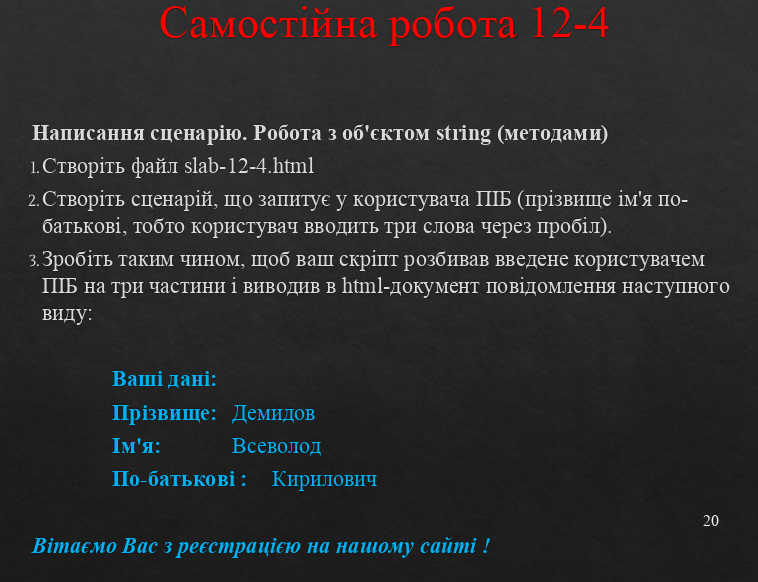 Самостійна робота 12-4
Написання сценарію. Робота з об'єктом string (методами)
1.Створіть файл slab-12-4.html
2.Створіть сценарій, що запитує у користувача ПІБ (прізвище ім'я по-
батькові, тобто користувач вводить три слова через пробіл).
3.Зробіть таким чином, щоб ваш скріпт розбивав введене користувачем
ПІБ на три частини і виводив в html-документ повідомлення наступного
виду:
Ваші дані:
Прізвище: Демидов
Ім'я: Всеволод
По-батькові : Кирилович
20
Вітаємо Вас з реєстрацією на нашому сайті !